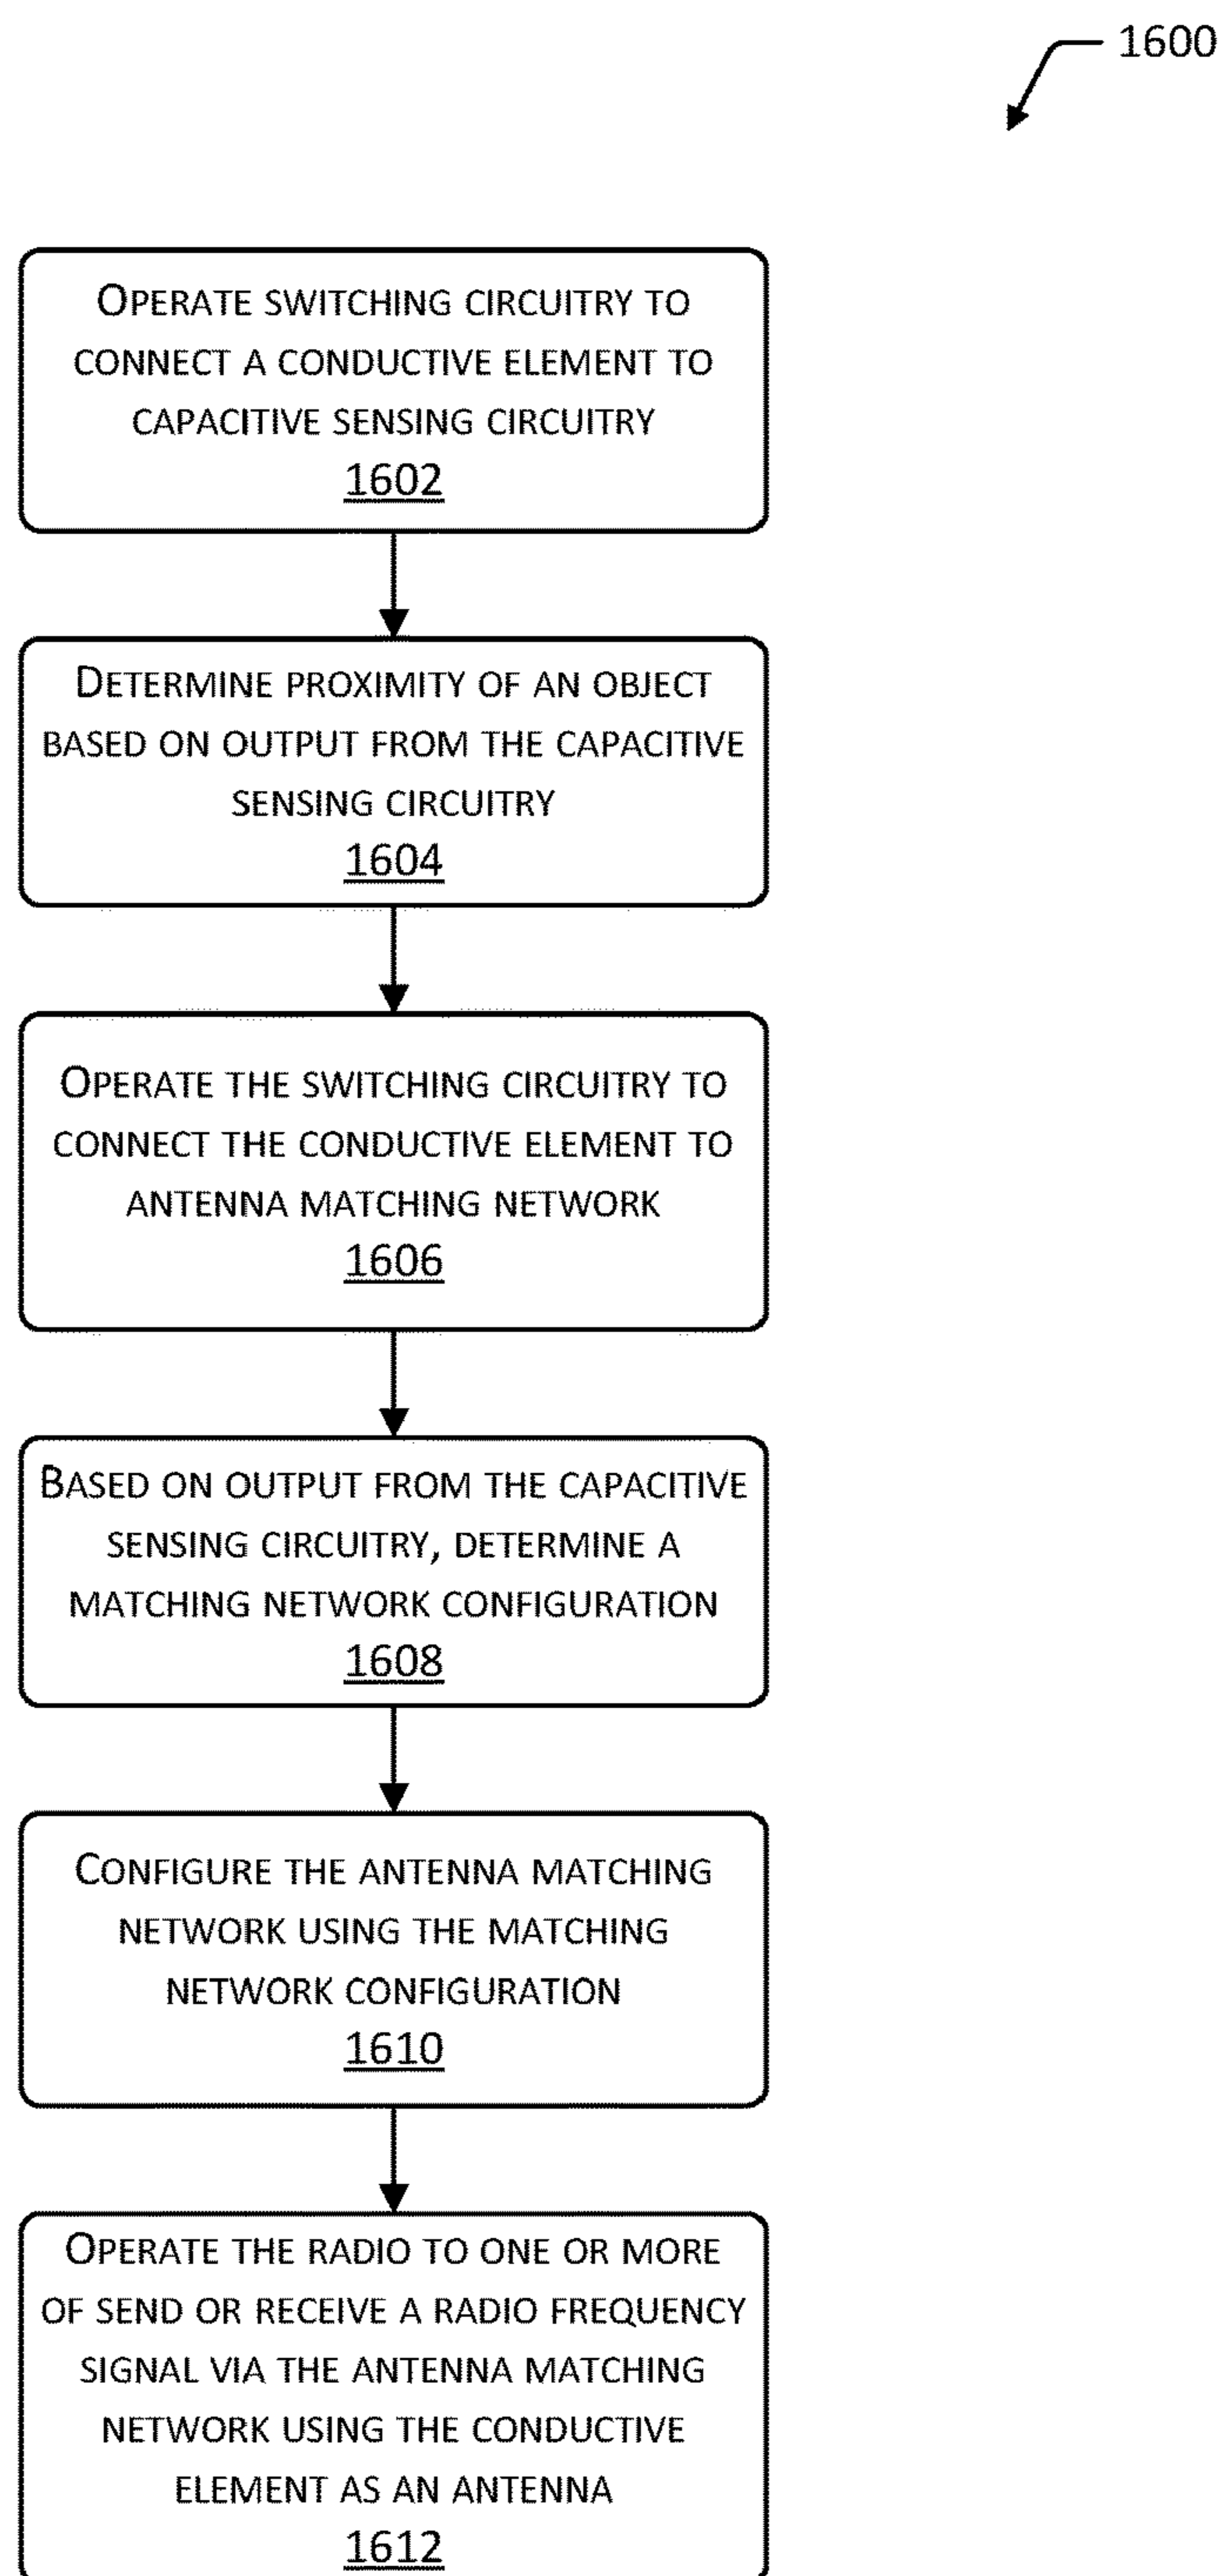 1600
OPERATE SWITCHING CIRCUITRY TO
CONNECT A CONDUCTIVE ELEMENT TO
CAPACITIVE SENSING CIRCUITRY
1602
DETERMINE PROXIMITY OF AN OBJECT
BASED ON OUTPUT FROM THE CAPACITIVE
SENSING CIRCUITRY
1604
OPERATE THE SWITCHING CIRCUITRY TO
CONNECT THE CONDUCTIVE ELEMENT TO
ANTENNA MATCHING NETWORK
1606
BASED ON OUTPUT FROM THE CAPACITIVE
SENSING CIRCUITRY, DETERMINE A
MATCHING NETWORK CONFIGURATION
1608
CONFIGURE THE ANTENNA MATCHING
NETWORK USING THE MATCHING
NETWORK CONFIGURATION
1610
OPERATE THE RADIO TO ONE OR MORE
OF SEND OR RECEIVE A RADIO FREQUENCY
SIGNAL VIA THE ANTENNA MATCHING
NETWORK USING THE CONDUCTIVE
ELEMENT AS AN ANTENNA
1612